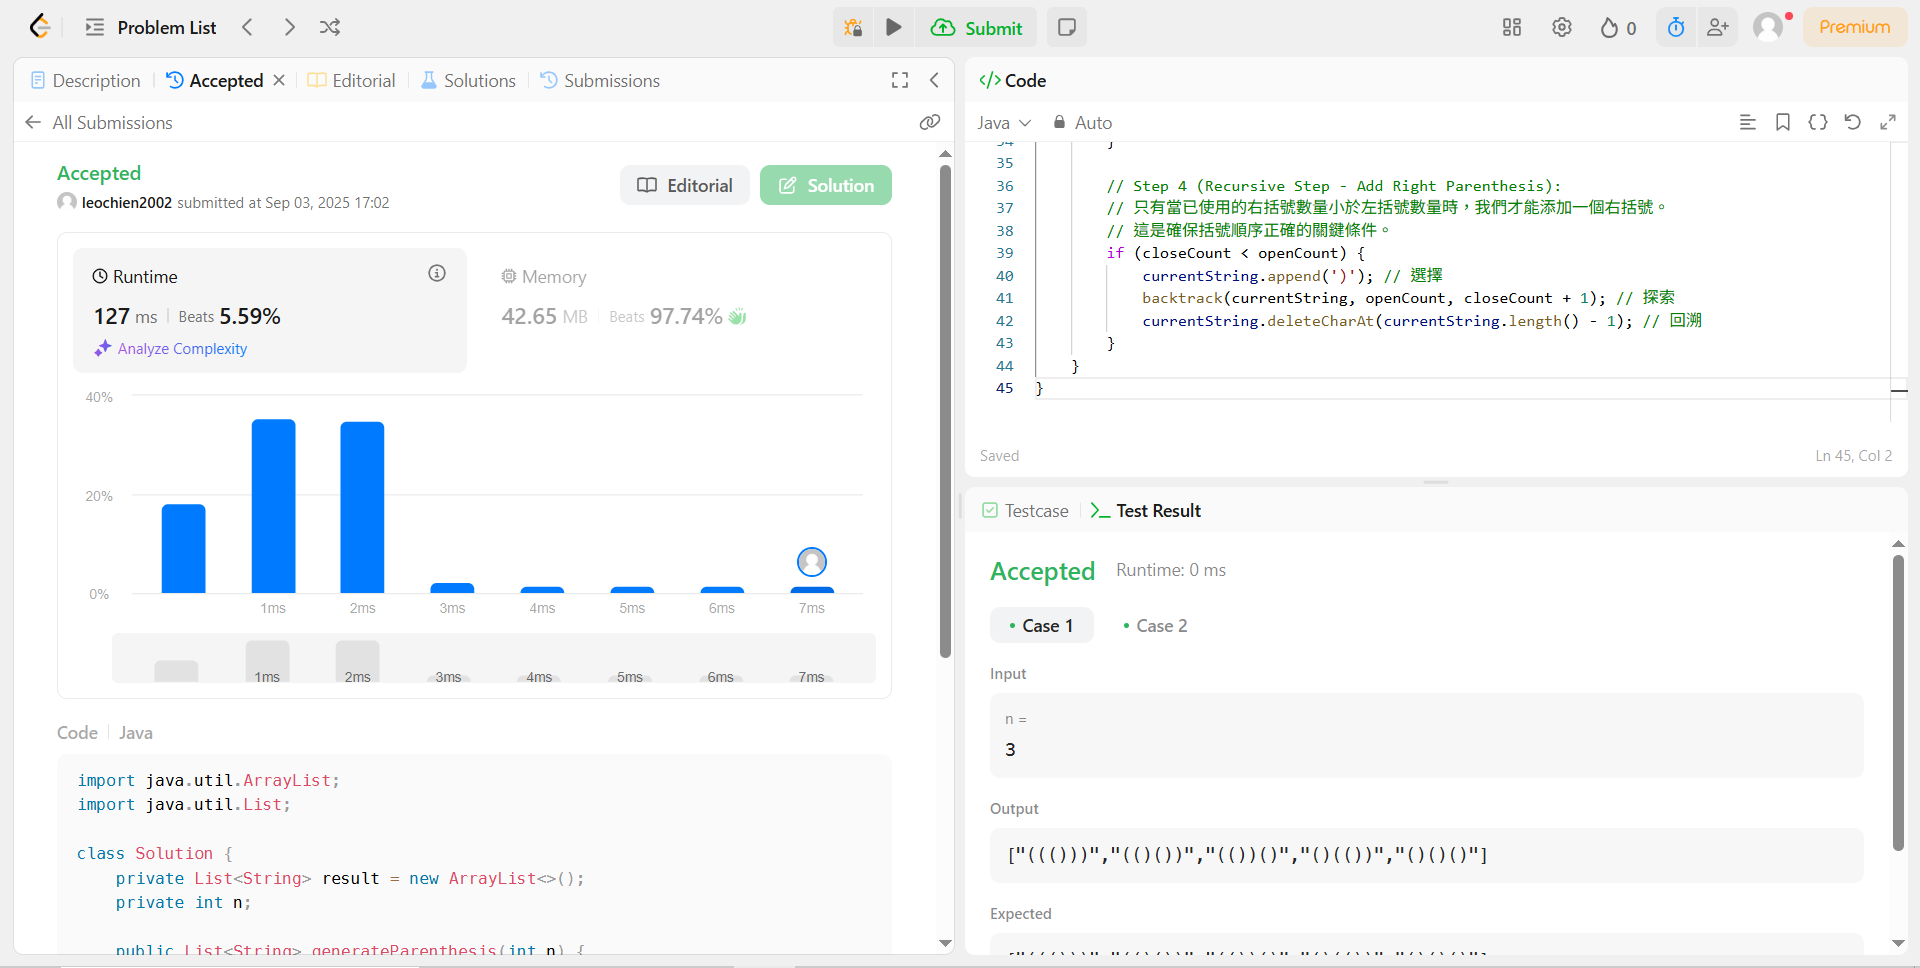 Problem List
Submit
0
Premium
Description
Accepted
Editorial
Solutions
Submissions
All Submissions
Accepted
leochien2002 submitted at Sep 03, 2025 17:02
Editorial
Solution
Runtime
127 ms
Beats 5.59%
Analyze Complexity
Memory
42.65 MB
Beats 97.74%
40%
20%
0%
1ms
2ms
3ms
4ms
5ms
6ms
7ms
1ms
2ms
3ms
4ms
5ms
6ms
7ms
Code
Java
import java.util.ArrayList;
import java.util.List;
class Solution {
private List<String> result = new ArrayList<>();
private int n;
public List<String> generateParenthesis(int n) {
</> Code
Java
Auto
34 }
35
36 // Step 4 (Recursive Step - Add Right Parenthesis):
37 // 只有當已使用的右括號數量小於左括號數量時，我們才能添加一個右括號。
38 // 這是確保括號順序正確的關鍵條件。
39 if (closeCount < openCount) {
40 currentString.append(')'); // 選擇
41 backtrack(currentString, openCount, closeCount + 1); // 探索
42 currentString.deleteCharAt(currentString.length() - 1); // 回溯
43 }
44 }
45 }
Saved
Ln 45, Col 2
Testcase
Test Result
Accepted
Runtime: 0 ms
Case 1
Case 2
Input
n =
3
Output
["((()))","(()())","(())()","()(())","()()()"]
Expected
["((()))","(()())","(())()","()(())","()()()"]